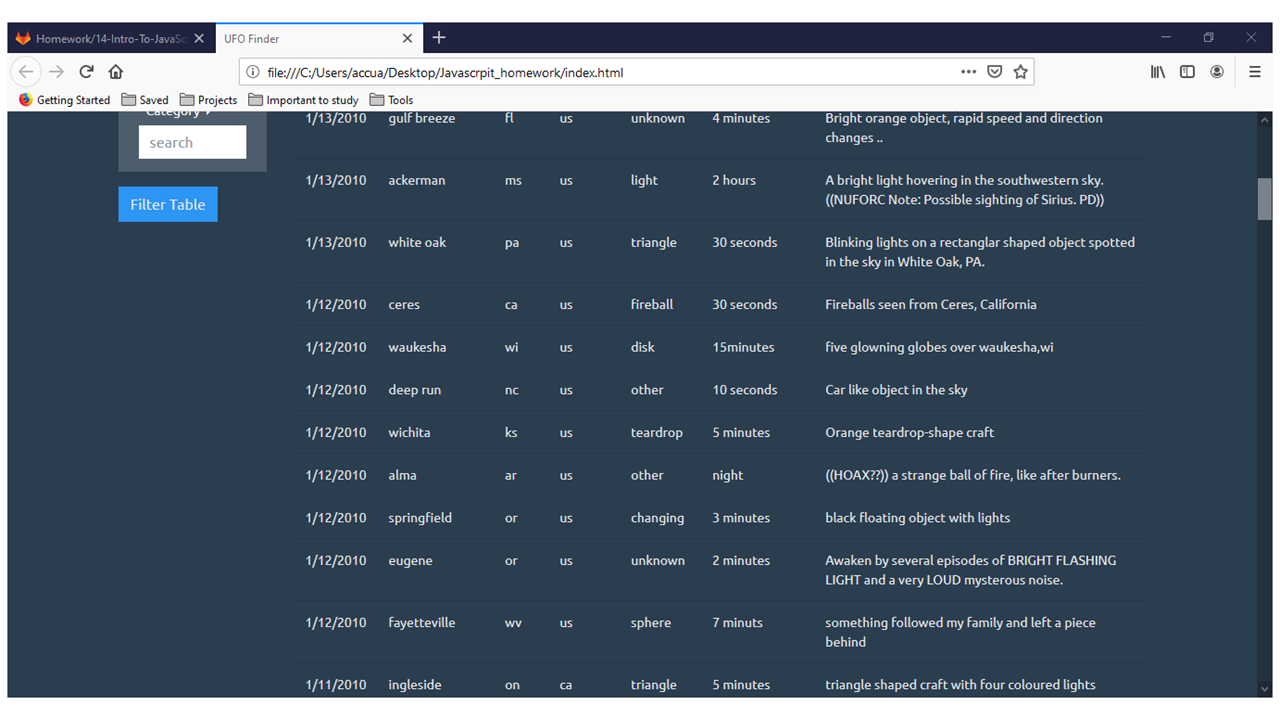 Homework/14-Intro-To-JavaSc
UFO Finder
file:///C:/Users/accua/Desktop/Javascrpit_homework/index.html
Getting Started Saved Projects Important to study Tools
Category
search
Filter Table
1/13/2010 gulf breeze fl us unknown 4 minutes Bright orange object, rapid speed and direction
changes ..
1/13/2010 ackerman ms us light 2 hours A bright light hovering in the southwestern sky.
((NUFORC Note: Possible sighting of Sirius. PD))
1/13/2010 white oak pa us triangle 30 seconds Blinking lights on a rectanglar shaped object spotted
in the sky in White Oak, PA.
1/12/2010 ceres ca us fireball 30 seconds Fireballs seen from Ceres, California
1/12/2010 waukesha wi us disk 15minutes five glowning globes over waukesha,wi
1/12/2010 deep run nc us other 10 seconds Car like object in the sky
1/12/2010 wichita ks us teardrop 5 minutes Orange teardrop-shape craft
1/12/2010 alma ar us other night ((HOAX??)) a strange ball of fire, like after burners.
1/12/2010 springfield or us changing 3 minutes black floating object with lights
1/12/2010 eugene or us unknown 2 minutes Awaken by several episodes of BRIGHT FLASHING
LIGHT and a very LOUD mysterous noise.
1/12/2010 fayetteville wv us sphere 7 minuts something followed my family and left a piece
behind
1/11/2010 ingleside on ca triangle 5 minutes triangle shaped craft with four coloured lights